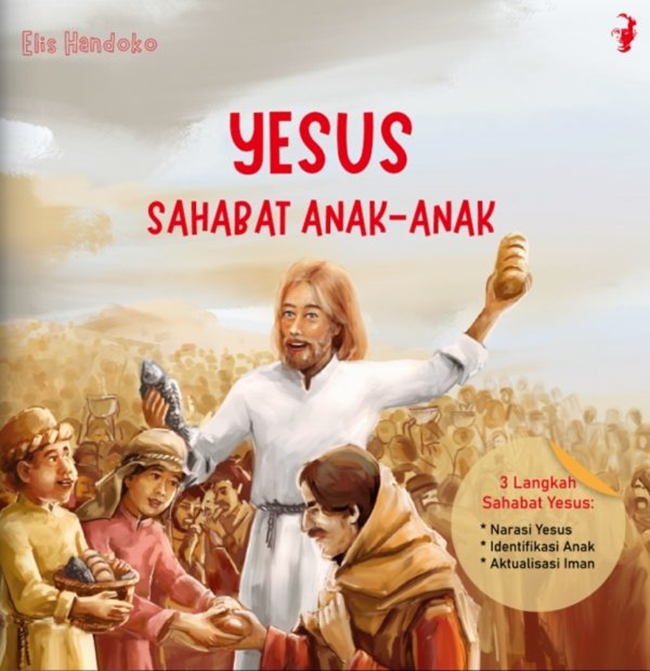 Elis Handoko
YESUS
SAHABAT ANAK-ANAK
3 Langkah
Sahabat Yesus:
* Narasi Yesus
* Identifikasi Anak
* Aktualisasi Iman